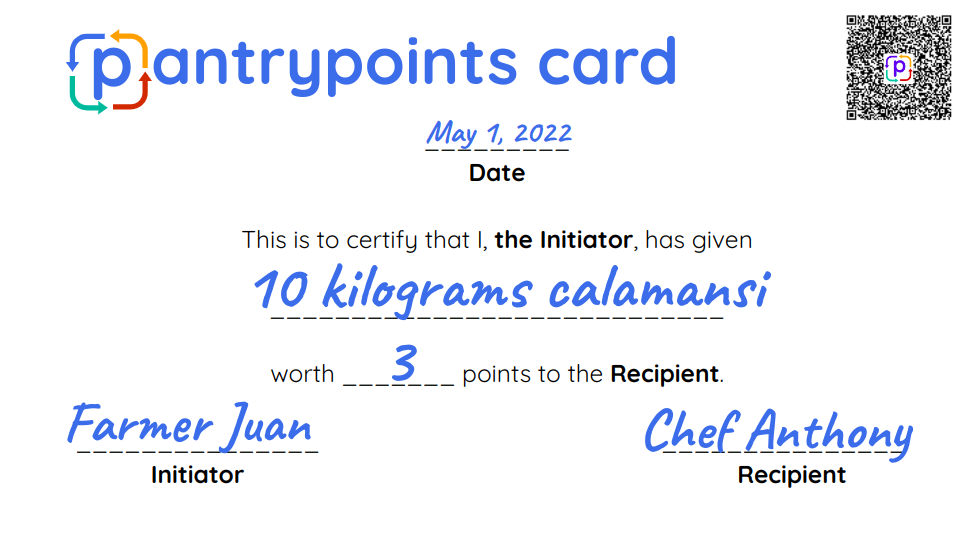 pantrypoints card
May 1, 2022
Date
This is to certify that I, the Initiator, has given
10 kilograms calamansi
worth 3 points to the Recipient.
Farmer Juan
Chef Anthony
Initiator
Recipient